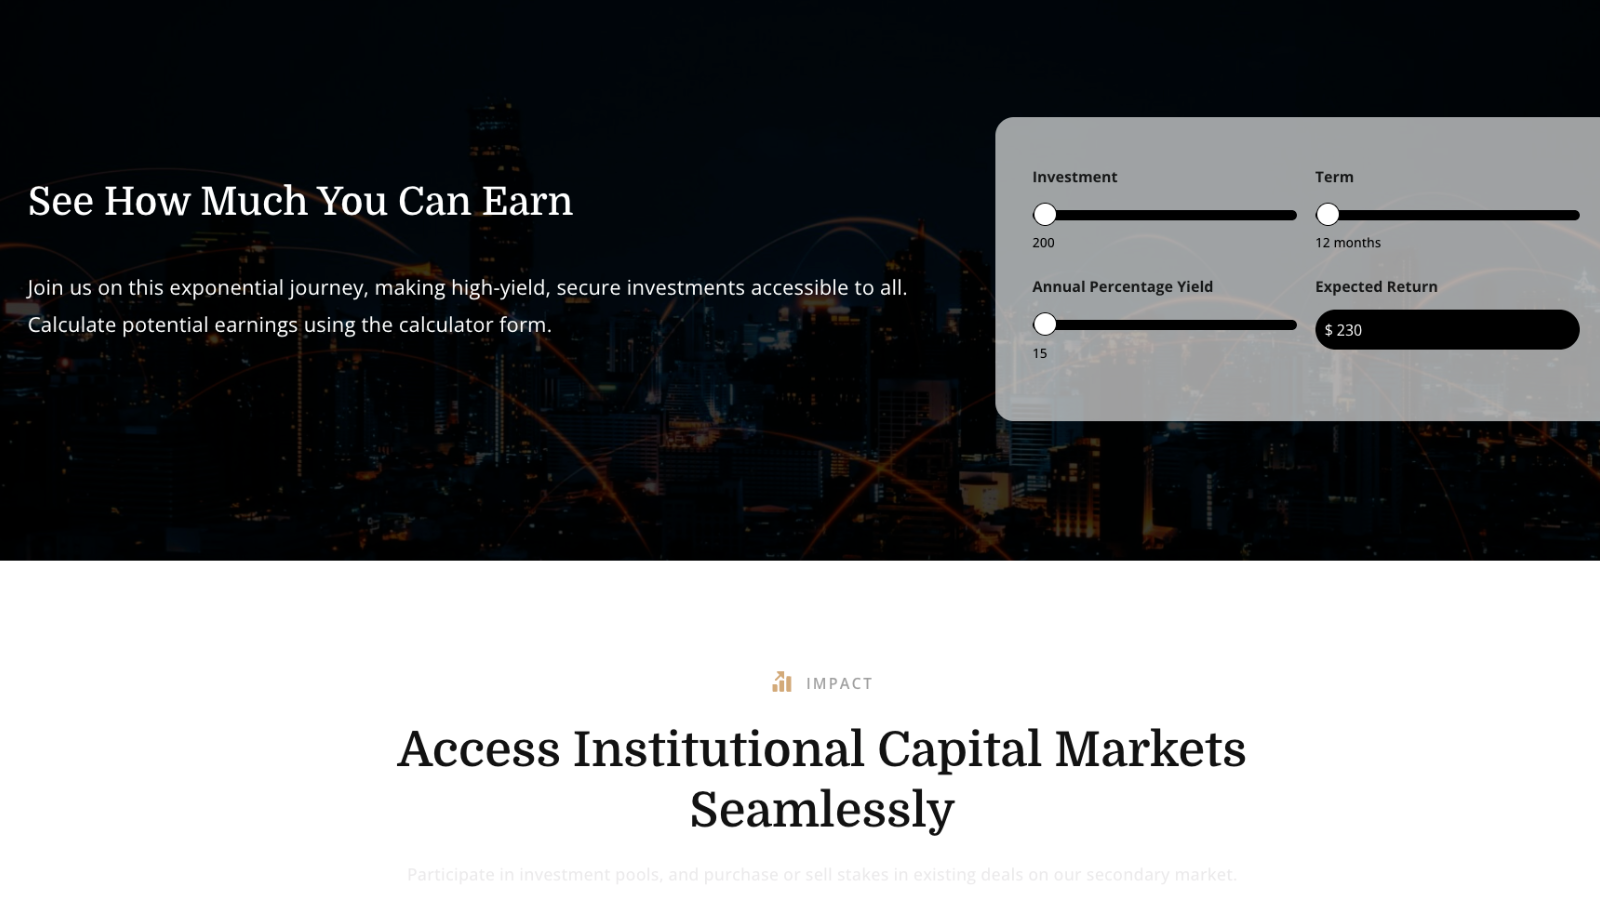 See How Much You Can Earn
Join us on this exponential journey, making high-yield, secure investments accessible to all.
Calculate potential earnings using the calculator form.
Investment
200
Term
12 months
Annual Percentage Yield
15
Expected Return
$ 230
IMPACT
Access Institutional Capital Markets
Seamlessly
Participate in investment pools, and purchase or sell stakes in existing deals on our secondary market.